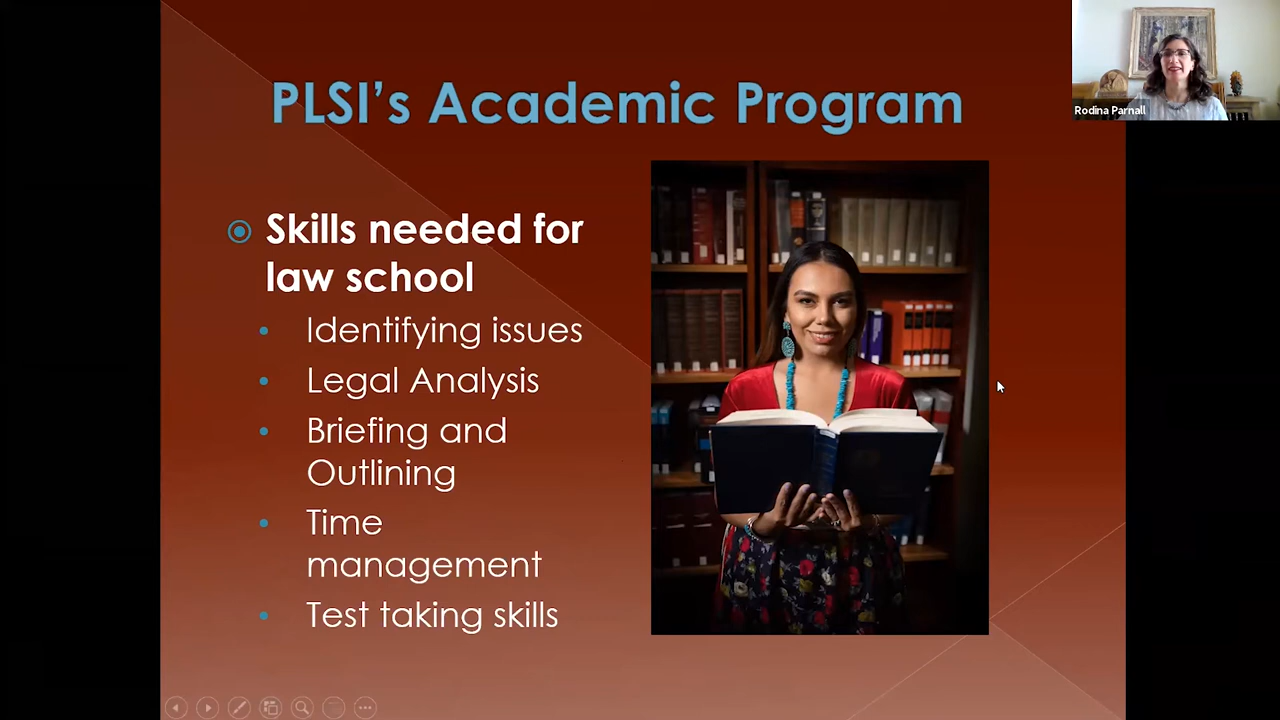 PLSI's Academic Program
Rodina Parnall
Skills needed for
law school
Identifying issues
Legal Analysis
Briefing and
Outlining
Time
management
Test taking skills